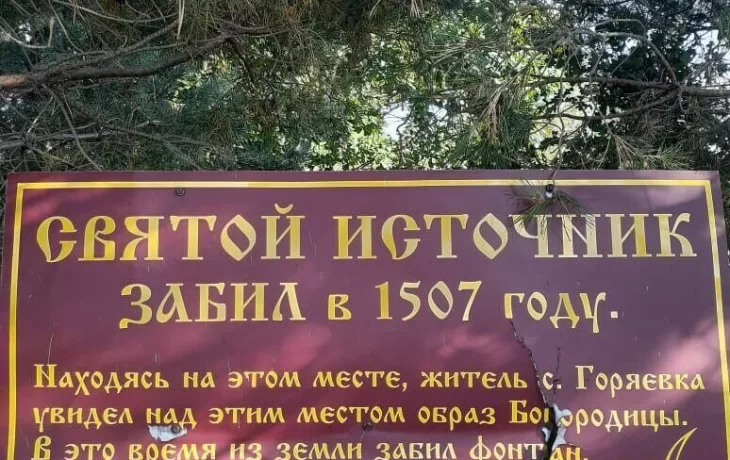 СВЯТОЙ ИСТОЧНИК
ЗАБИЛ в 1507 году.
Находясь на этом месте, житель с. Горяевка
увидел над этим местом образ Богородицы.
В это время из земли забил фонтан.